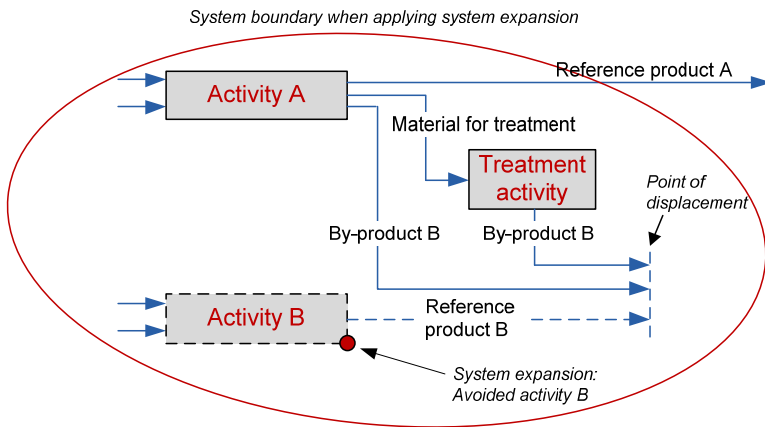 System boundary when applying system expansion
Reference product A
Activity A
Material for treatment
Treatment
activity
Point of
displacement
By-product B
By-product B
Activity B
Reference
product B
System expansion:
Avoided activity B